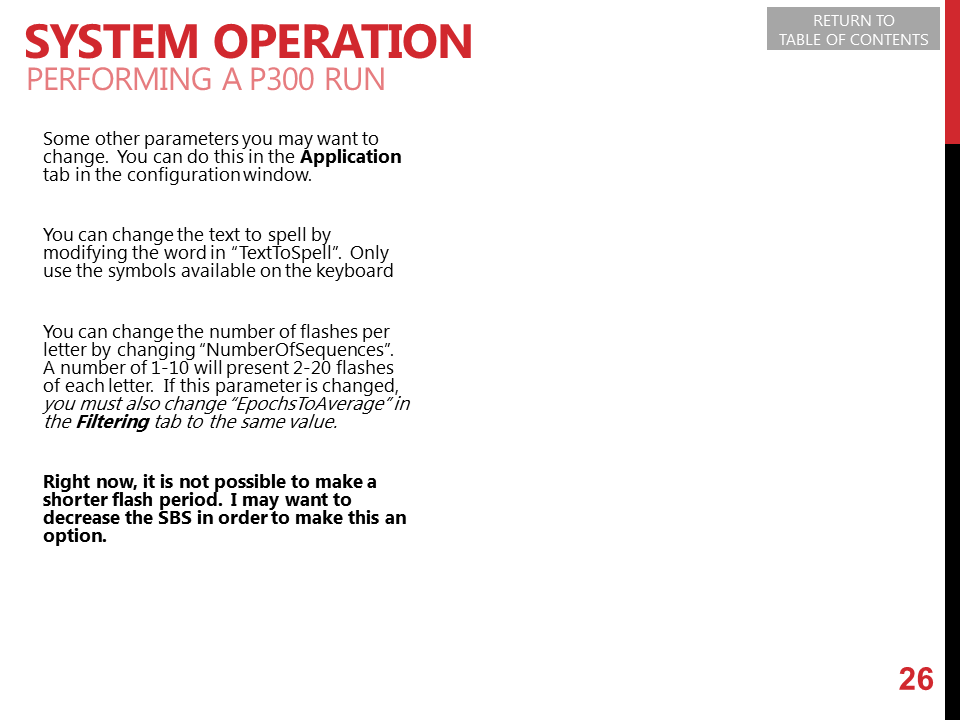 SYSTEM OPERATION
PERFORMING A P300 RUN
RETURN TO
TABLE OF CONTENTS
Some other parameters you may want to
change.  You can do this in the Application
tab in the configuration window.
You can change the text to spell by
modifying the word in “TextToSpell”.  Only
use the symbols available on the keyboard
You can change the number of flashes per
letter by changing “NumberOfSequences”.
A number of 1-10 will present 2-20 flashes
of each letter.  If this parameter is changed,
you must also change “EpochsToAverage” in
the Filtering tab to the same value.
Right now, it is not possible to make a
shorter flash period.  I may want to
decrease the SBS in order to make this an
option.
26